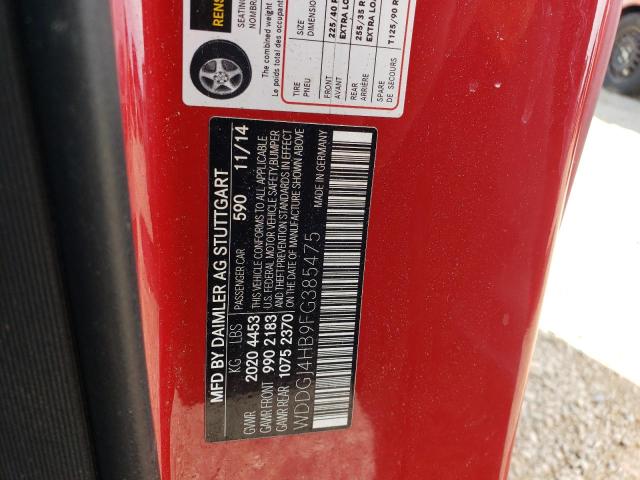 RENS
SEATING
NOMBR
The combined weight
Le poids total des occupant
TIRE SIZE
PNEU DIMENSION
FRONT 225/40 R
AVANT EXTRA LO
REAR 255/35 R
ARRIÈRE EXTRA LOA
SPARE T125/90 R
DE SECOURS
MFD BY DAIMLER AG STUTTGART
590 11/14
KG LBS PASSENGER CAR
GVWR 2020 4453
GAWR FRONT 990 2183
GAWR REAR 1075 2370
THIS VEHICLE CONFORMS TO ALL APPLICABLE
U.S. FEDERAL MOTOR VEHICLE SAFETY,BUMPER
AND THEFT PREVENTION STANDARDS IN EFFECT
ON THE DATE OF MANUFACTURE SHOWN ABOVE
MADE IN GERMANY
WDDGJ4HB9FG385475